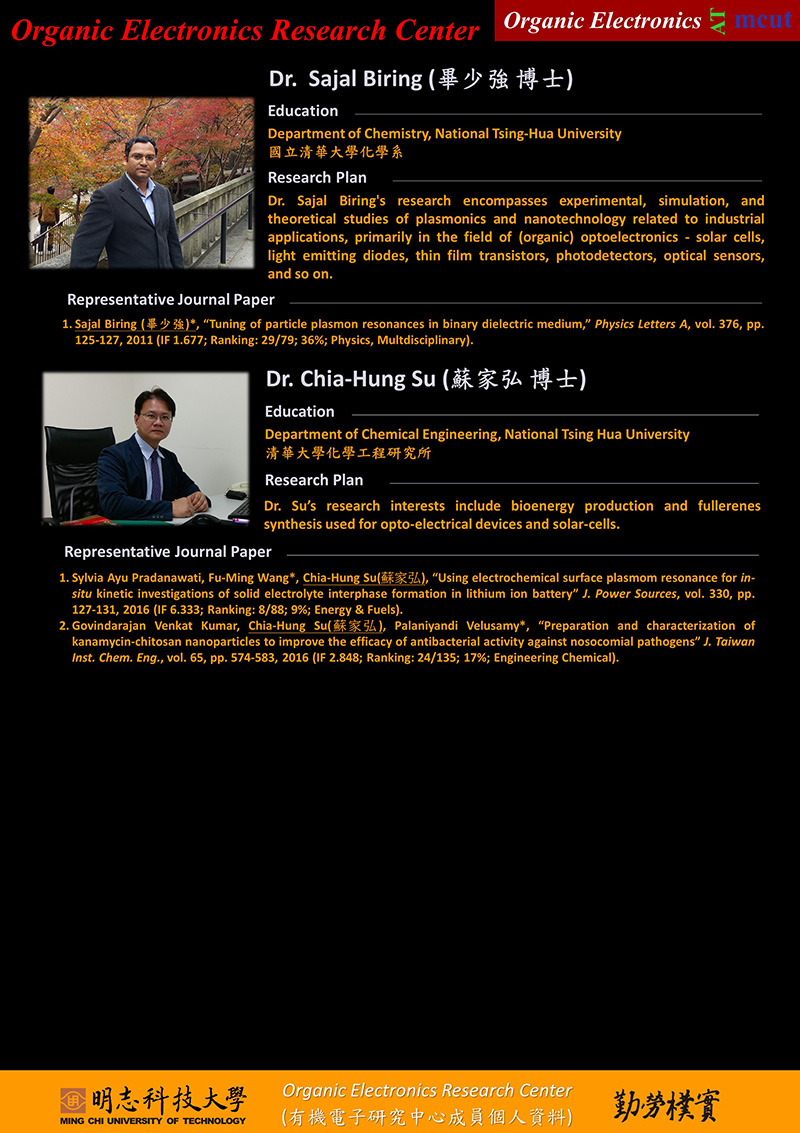 Organic Electronics Research Center
Organic Electronics AT mcut
Dr. Sajal Biring (畢少強 博士)
Education
Department of Chemistry, National Tsing-Hua University
國立清華大學化學系
Research Plan
Dr. Sajal Biring's research encompasses experimental, simulation, and
theoretical studies of plasmonics and nanotechnology related to industrial
applications, primarily in the field of (organic) optoelectronics - solar cells,
light emitting diodes, thin film transistors, photodetectors, optical sensors,
and so on.
Representative Journal Paper
1. Sajal Biring (畢少強)*, “Tuning of particle plasmon resonances in binary dielectric medium,” Physics Letters A, vol. 376, pp.
125-127, 2011 (IF 1.677; Ranking: 29/79; 36%; Physics, Multdisciplinary).
Dr. Chia-Hung Su (蘇家弘 博士)
Education
Department of Chemical Engineering, National Tsing Hua University
清華大學化學工程研究所
Research Plan
Dr. Su’s research interests include bioenergy production and fullerenes
synthesis used for opto-electrical devices and solar-cells.
Representative Journal Paper
1. Sylvia Ayu Pradanawati, Fu-Ming Wang*, Chia-Hung Su(蘇家弘), “Using electrochemical surface plasmom resonance for in-
situ kinetic investigations of solid electrolyte interphase formation in lithium ion battery” J. Power Sources, vol. 330, pp.
127-131, 2016 (IF 6.333; Ranking: 8/88; 9%; Energy & Fuels).
2. Govindarajan Venkat Kumar, Chia-Hung Su(蘇家弘), Palaniyandi Velusamy*, “Preparation and characterization of
kanamycin-chitosan nanoparticles to improve the efficacy of antibacterial activity against nosocomial pathogens” J. Taiwan
Inst. Chem. Eng., vol. 65, pp. 574-583, 2016 (IF 2.848; Ranking: 24/135; 17%; Engineering Chemical).
明志科技大學
MING CHI UNIVERSITY OF TECHNOLOGY
Organic Electronics Research Center
(有機電子研究中心成員個人資料)
勤勞樸實